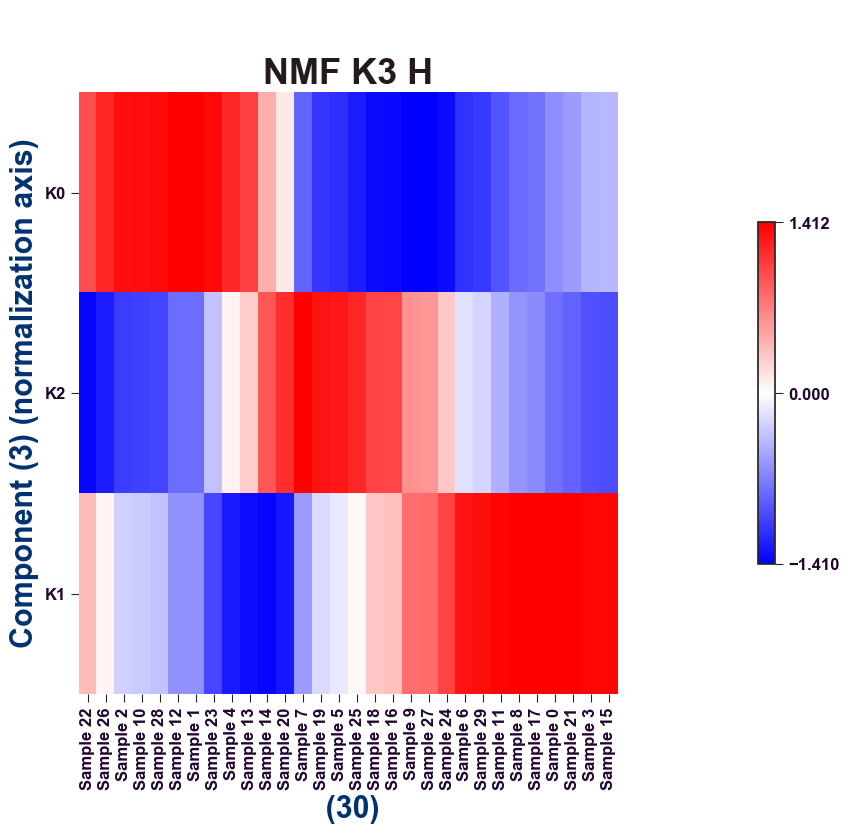 NMF K3 H
Component (3) (normalization axis)
K0
K2
K1
1.412
0.000
−1.410
Sample 22
Sample 26
Sample 2
Sample 10
Sample 28
Sample 12
Sample 1
Sample 23
Sample 4
Sample 13
Sample 14
Sample 20
Sample 7
Sample 19
Sample 5
Sample 25
Sample 18
Sample 16
Sample 9
Sample 27
Sample 24
Sample 6
Sample 29
Sample 11
Sample 8
Sample 17
Sample 0
Sample 21
Sample 3
Sample 15
(30)